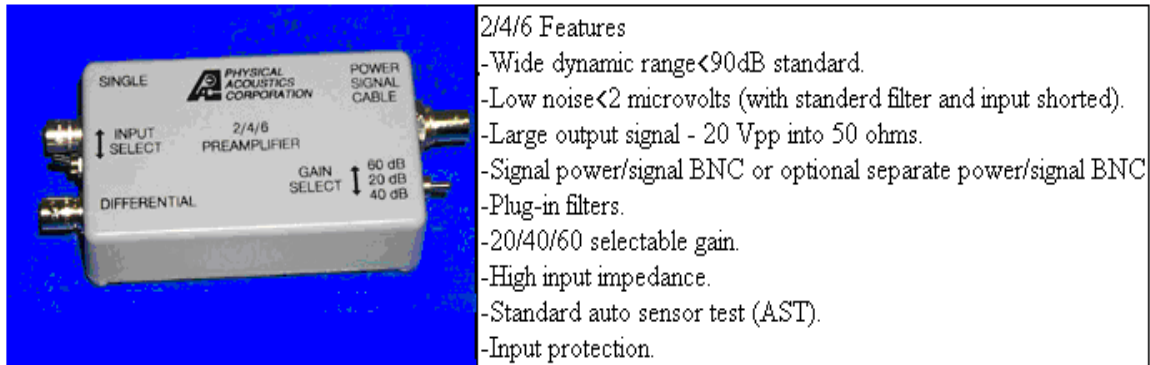 SINGLE
PHYSICAL
ACOUSTICS
CORPORATION
POWER
SIGNAL
CABLE
INPUT
SELECT
2/4/6
PREAMPLIFIER
GAIN
SELECT
60 dB
20 dB
40 dB
DIFFERENTIAL
2/4/6 Features
-Wide dynamic range<90dB standard.
-Low noise<2 microvolts (with standerd filter and input shorted).
-Large output signal - 20 Vpp into 50 ohms.
-Signal power/signal BNC or optional separate power/signal BNC
-Plug-in filters.
-20/40/60 selectable gain.
-High input impedance.
-Standard auto sensor test (AST).
-Input protection.